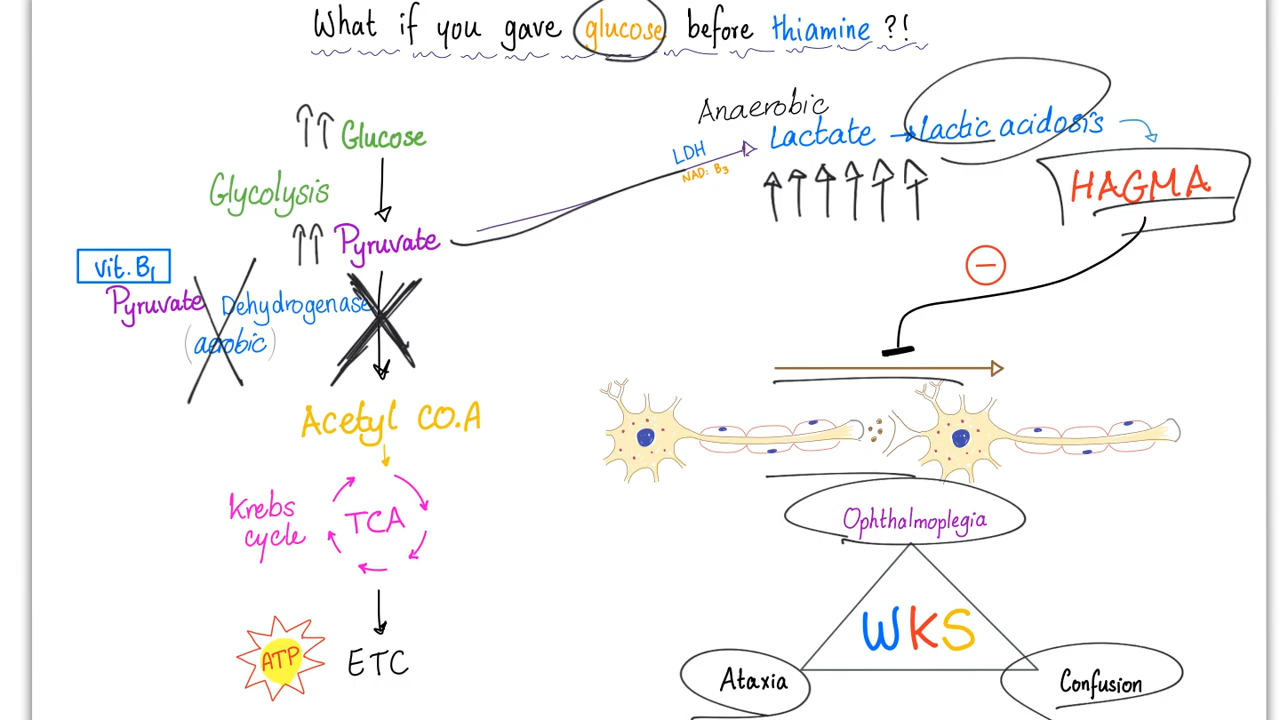 What if you gave glucose before thiamine ?!
Glucose
Glycolysis
Pyruvate
vit. B1
Pyruvate Dehydrogenase
(aerobic)
Acetyl CO.A
Krebs
cycle
TCA
ATP
ETC
Anaerobic
LDH
NAD: B3
Lactate → Lactic acidosis
HAGMA
Ophthalmoplegia
WKS
Ataxia
Confusion